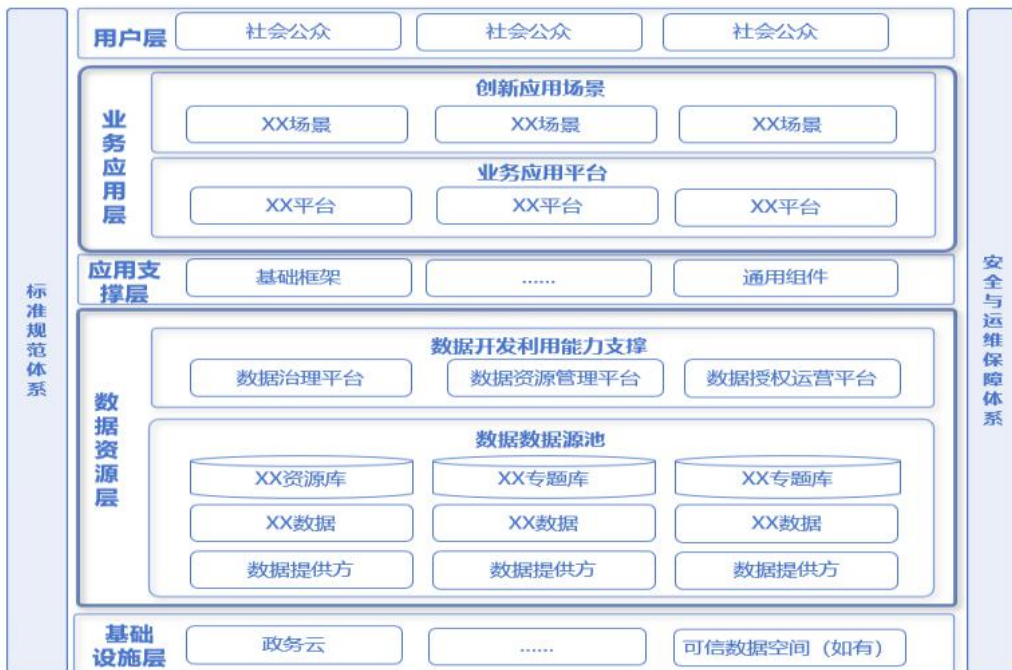 用户层
社会公众
社会公众
社会公众
业务应用层
创新应用场景
XX场景
XX场景
XX场景
业务应用平台
XX平台
XX平台
XX平台
应用支
撑层
基础框架
......
通用组件
标准规范体系
安全与运维保障体系
数据资源层
数据开发利用能力支撑
数据治理平台
数据资源管理平台
数据授权运营平台
数据数据源池
XX资源库
XX专题库
XX专题库
XX数据
XX数据
XX数据
数据提供方
数据提供方
数据提供方
基础
设施层
政务云
......
可信数据空间（如有）